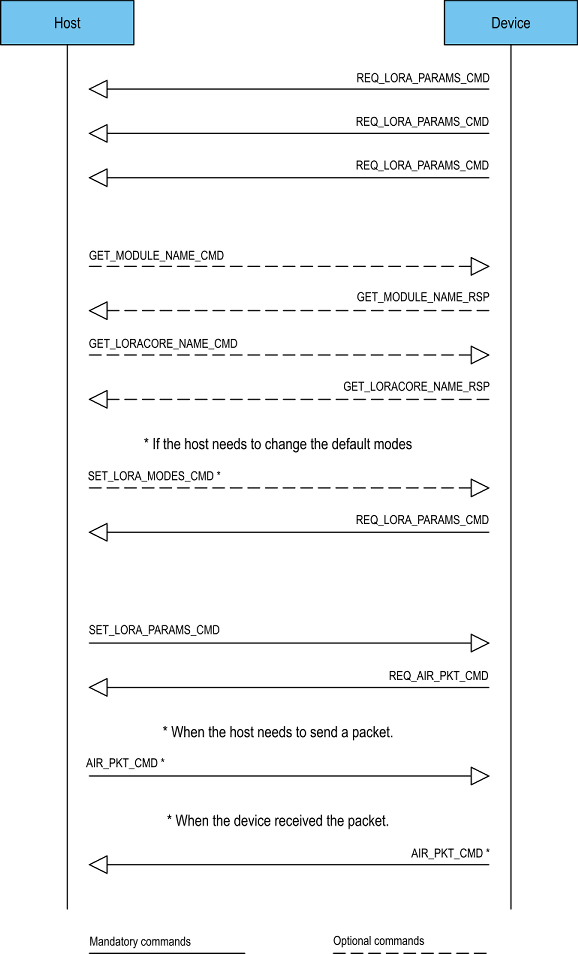 Host
Device
REQ_LORA_PARAMS_CMD
REQ_LORA_PARAMS_CMD
REQ_LORA_PARAMS_CMD
GET_MODULE_NAME_CMD
GET_MODULE_NAME_RSP
GET_LORACORE_NAME_CMD
GET_LORACORE_NAME_RSP
* If the host needs to change the default modes
SET_LORA_MODES_CMD *
REQ_LORA_PARAMS_CMD
SET_LORA_PARAMS_CMD
REQ_AIR_PKT_CMD
* When the host needs to send a packet.
AIR_PKT_CMD *
* When the device received the packet.
AIR_PKT_CMD *
Mandatory commands
Optional commands